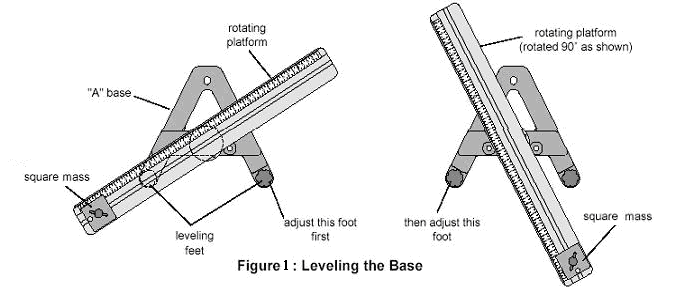 rotating
platform
"A" base
square mass
leveling
feet
adjust this foot
first
rotating platform
(rotated 90° as shown)
then adjust this
foot
square mass
Figure1 : Leveling the Base